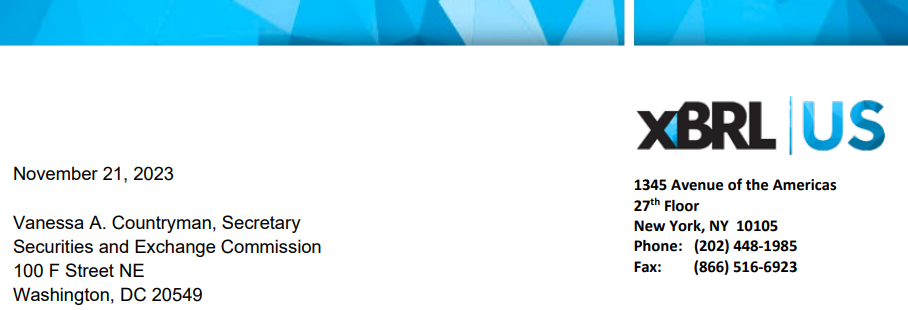 xBRL US
November 21, 2023
Vanessa A. Countryman, Secretary
Securities and Exchange Commission
100 F Street NE
Washington, DC 20549
1345 Avenue of the Americas
27th Floor
New York, NY 10105
Phone: (202) 448-1985
Fax: (866) 516-6923